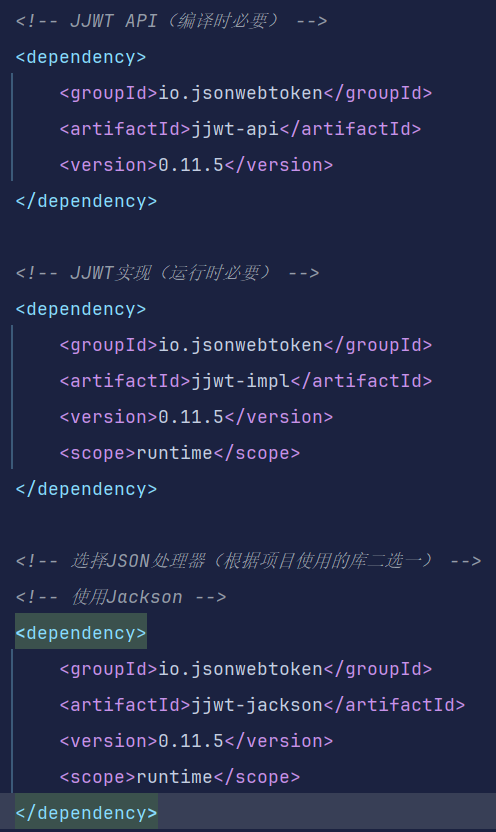 <!-- JJWT API（编译时必要） -->
<dependency>
    <groupId>io.jsonwebtoken</groupId>
    <artifactId>jjwt-api</artifactId>
    <version>0.11.5</version>
</dependency>

<!-- JJWT实现（运行时必要） -->
<dependency>
    <groupId>io.jsonwebtoken</groupId>
    <artifactId>jjwt-impl</artifactId>
    <version>0.11.5</version>
    <scope>runtime</scope>
</dependency>

<!-- 选择JSON处理器（根据项目使用的库二选一） -->
<!-- 使用Jackson -->
<dependency>
    <groupId>io.jsonwebtoken</groupId>
    <artifactId>jjwt-jackson</artifactId>
    <version>0.11.5</version>
    <scope>runtime</scope>
</dependency>